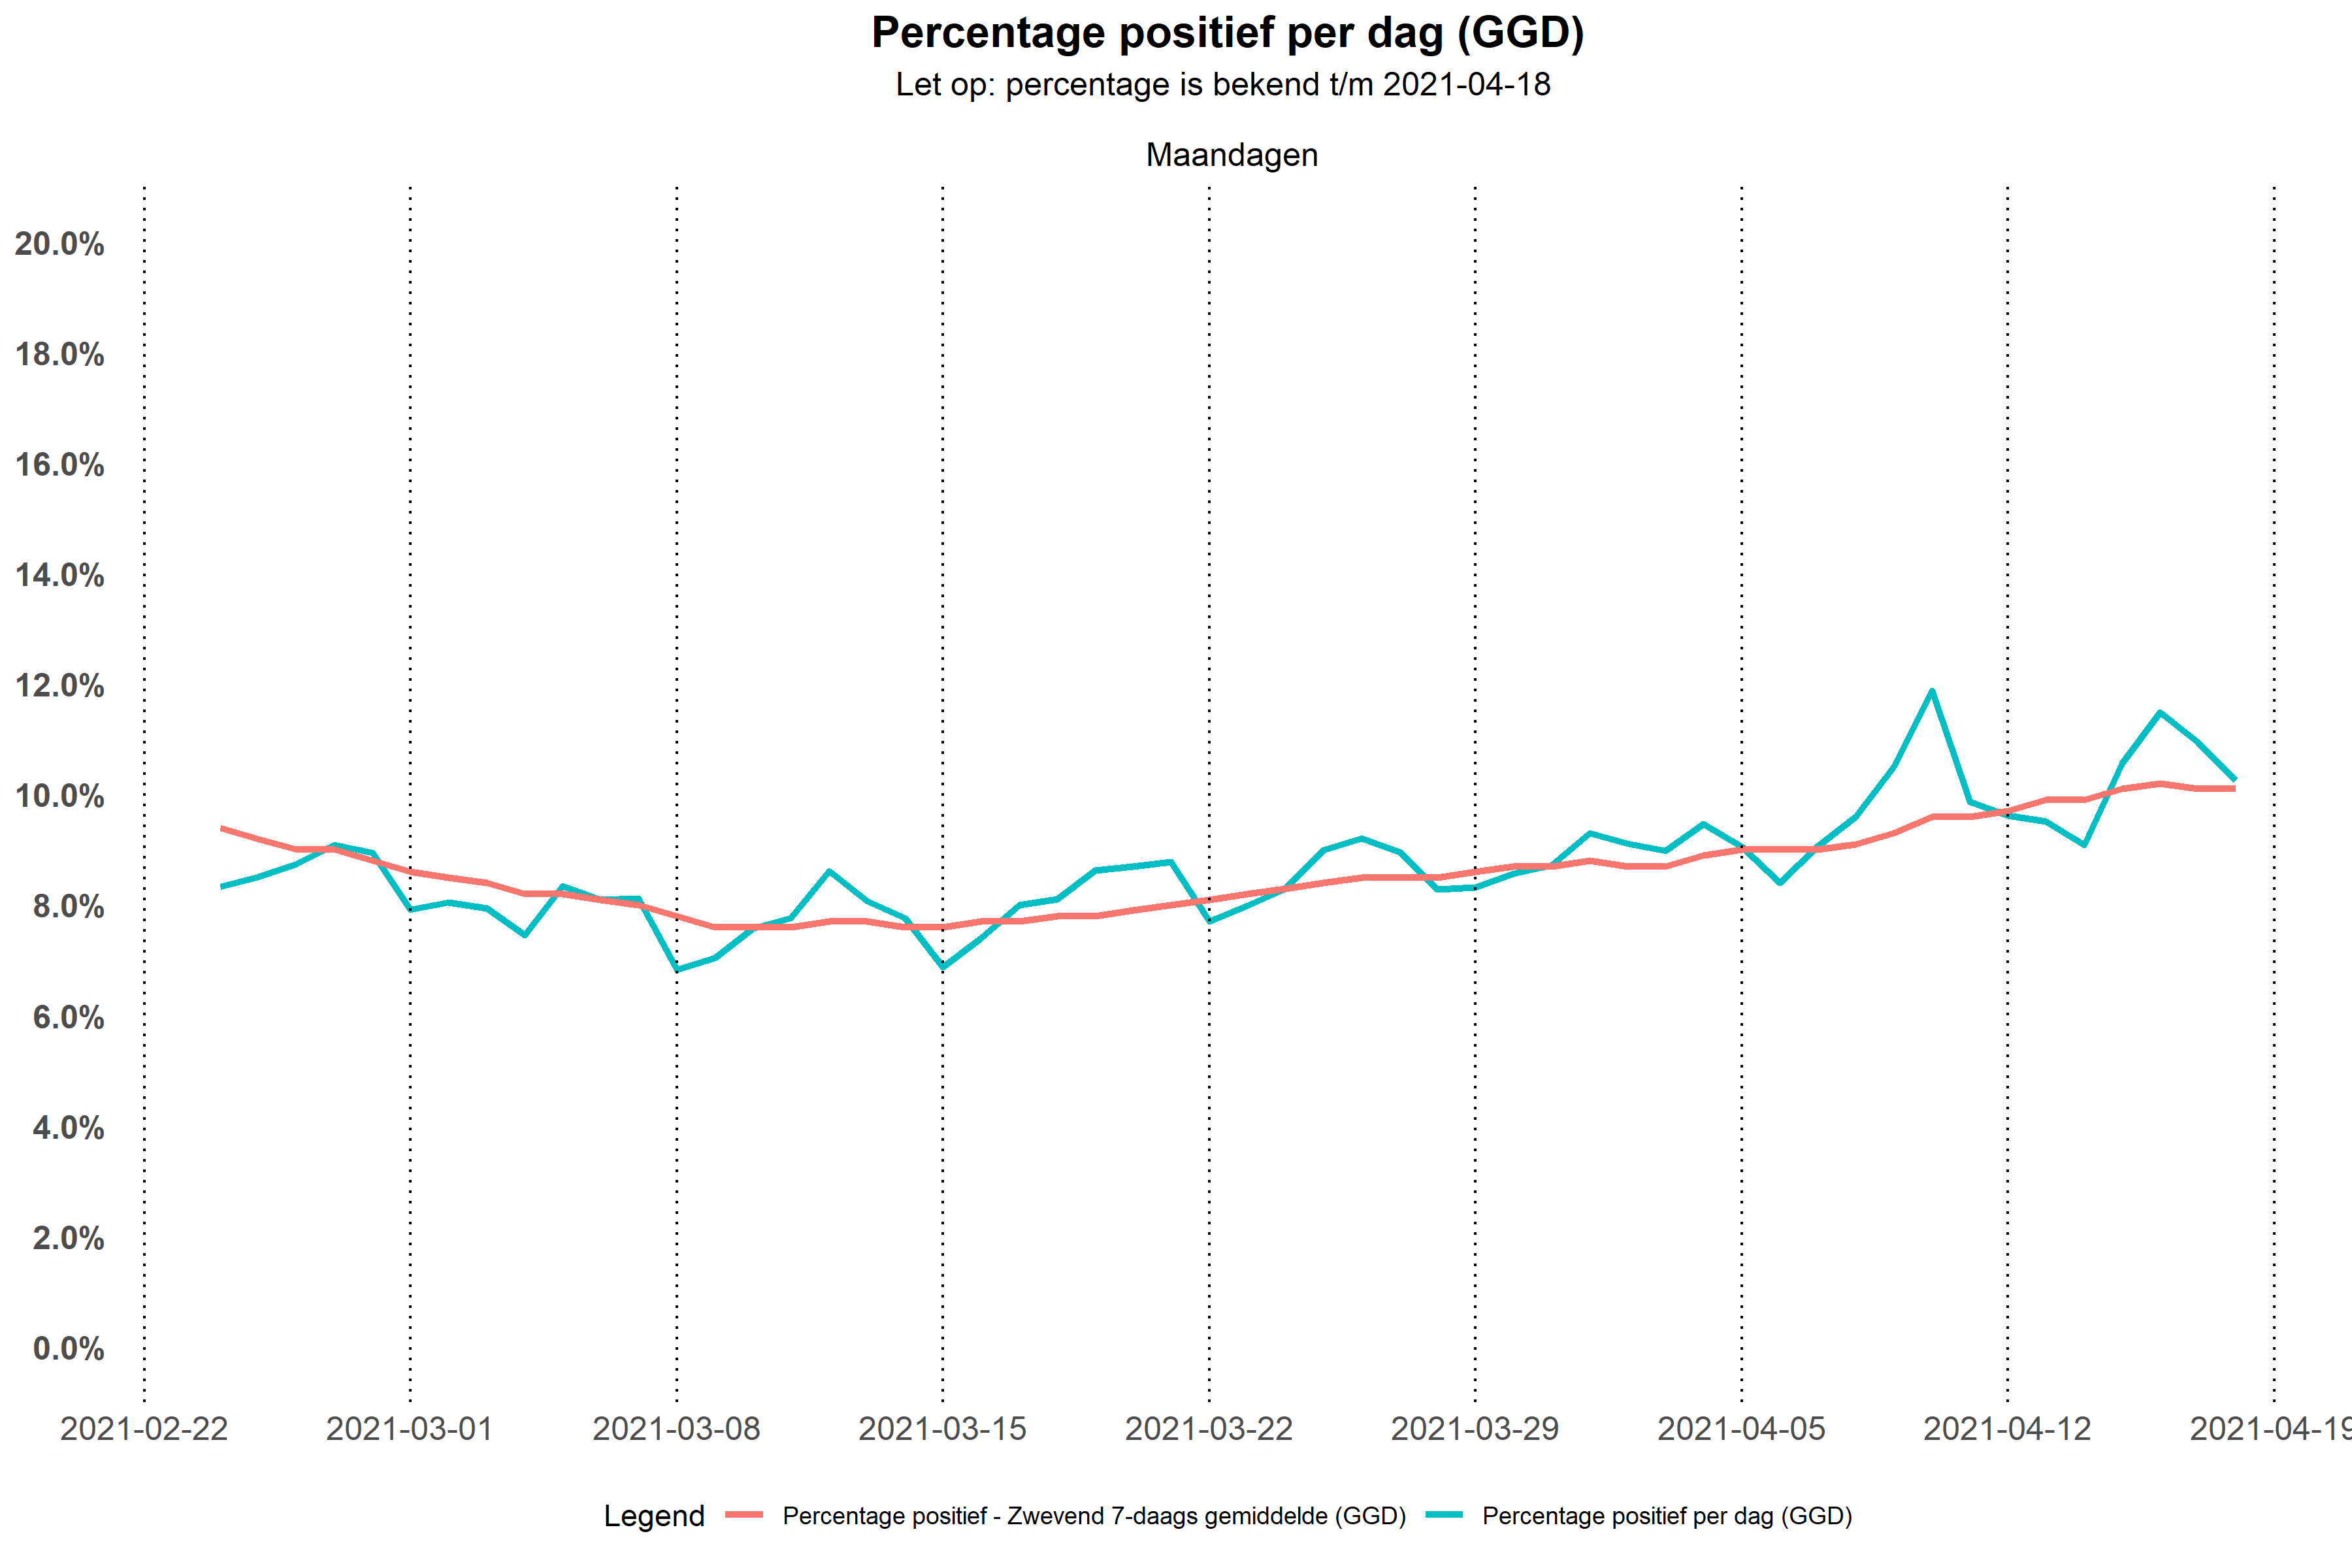 Percentage positief per dag (GGD)
Let op: percentage is bekend t/m 2021-04-18
Maandagen
20.0%
18.0%
16.0%
14.0%
12.0%
10.0%
8.0%
6.0%
4.0%
2.0%
0.0%
2021-02-22 2021-03-01 2021-03-08 2021-03-15 2021-03-22 2021-03-29 2021-04-05 2021-04-12 2021-04-19
Legend Percentage positief - Zwevend 7-daags gemiddelde (GGD) Percentage positief per dag (GGD)